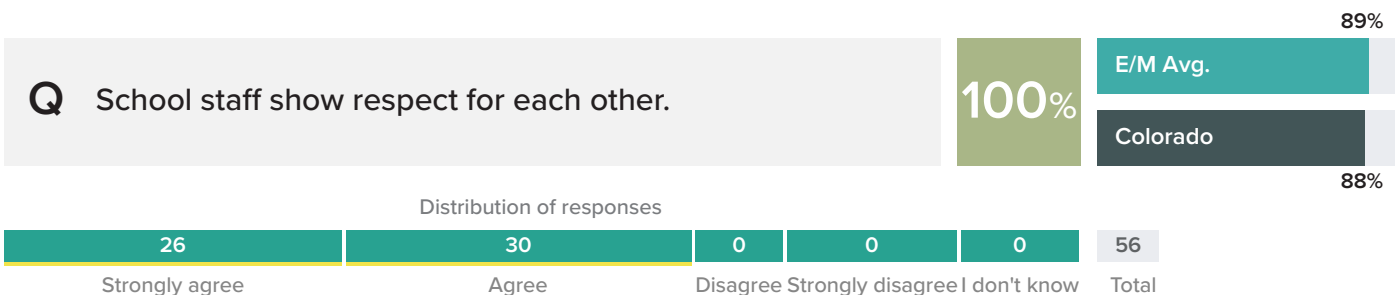 89%
Q School staff show respect for each other.
100%
E/M Avg.
Colorado
88%
Distribution of responses
26 30 0 0 0 56
Strongly agree Agree Disagree Strongly disagree I don't know Total